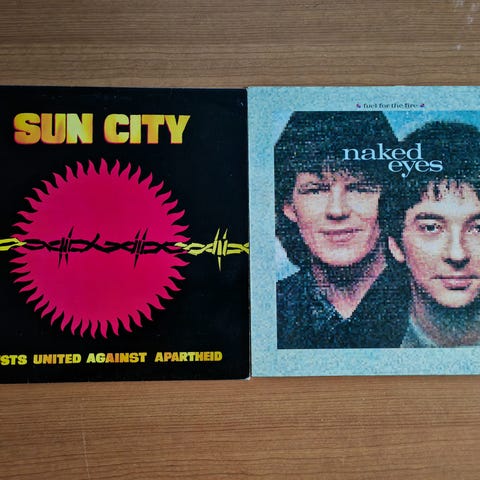 SUN CITY
STS UNITED AGAINST APARTHEID
fuel for the fire
naked
eyes